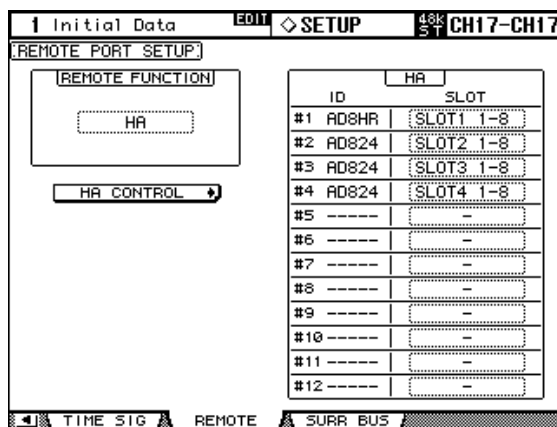 1 Initial Data EDIT ◇SETUP 48K ST CH17-CH17
REMOTE PORT SETUP
REMOTE FUNCTION
HA
HA CONTROL
HA
ID SLOT
#1 AD8HR SLOT1 1-8
#2 AD824 SLOT2 1-8
#3 AD824 SLOT3 1-8
#4 AD824 SLOT4 1-8
#5 ----- -
#6 ----- -
#7 ----- -
#8 ----- -
#9 ----- -
#10 ----- -
#11 ----- -
#12 ----- -
TIME SIG REMOTE SURR BUS